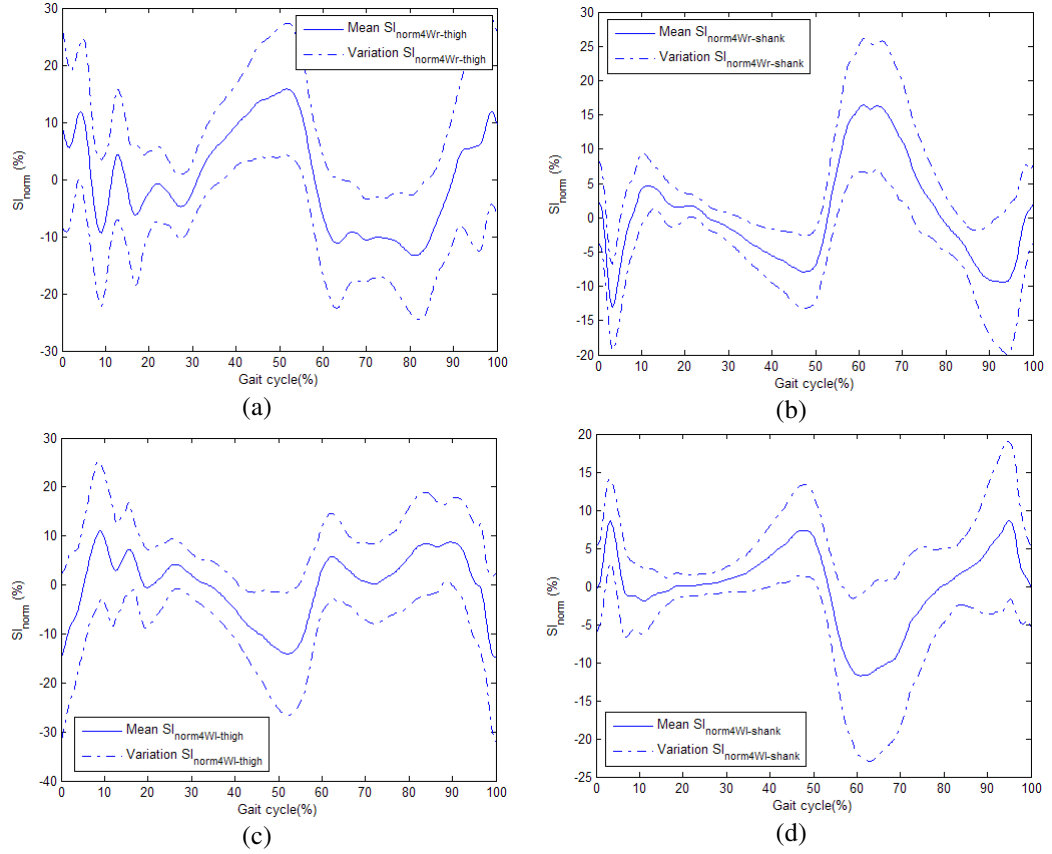 30
20
10
0
-10
-20
-30
SI norm (%)
Mean SI norm4Wr-thigh
Variation SI norm4Wr-thigh
0 10 20 30 40 50 60 70 80 90 100
Gait cycle(%)
(a)
30
25
20
15
10
5
0
-5
-10
-15
-20
SI norm (%)
Mean SI norm4Wr-shank
Variation SI norm4Wr-shank
0 10 20 30 40 50 60 70 80 90 100
Gait cycle(%)
(b)
30
20
10
0
-10
-20
-30
-40
SI norm (%)
Mean SI norm4Wl-thigh
Variation SI norm4Wl-thigh
0 10 20 30 40 50 60 70 80 90 100
Gait cycle(%)
(c)
20
15
10
5
0
-5
-10
-15
-20
-25
SI norm (%)
Mean SI norm4Wl-shank
Variation SI norm4Wl-shank
0 10 20 30 40 50 60 70 80 90 100
Gait cycle(%)
(d)